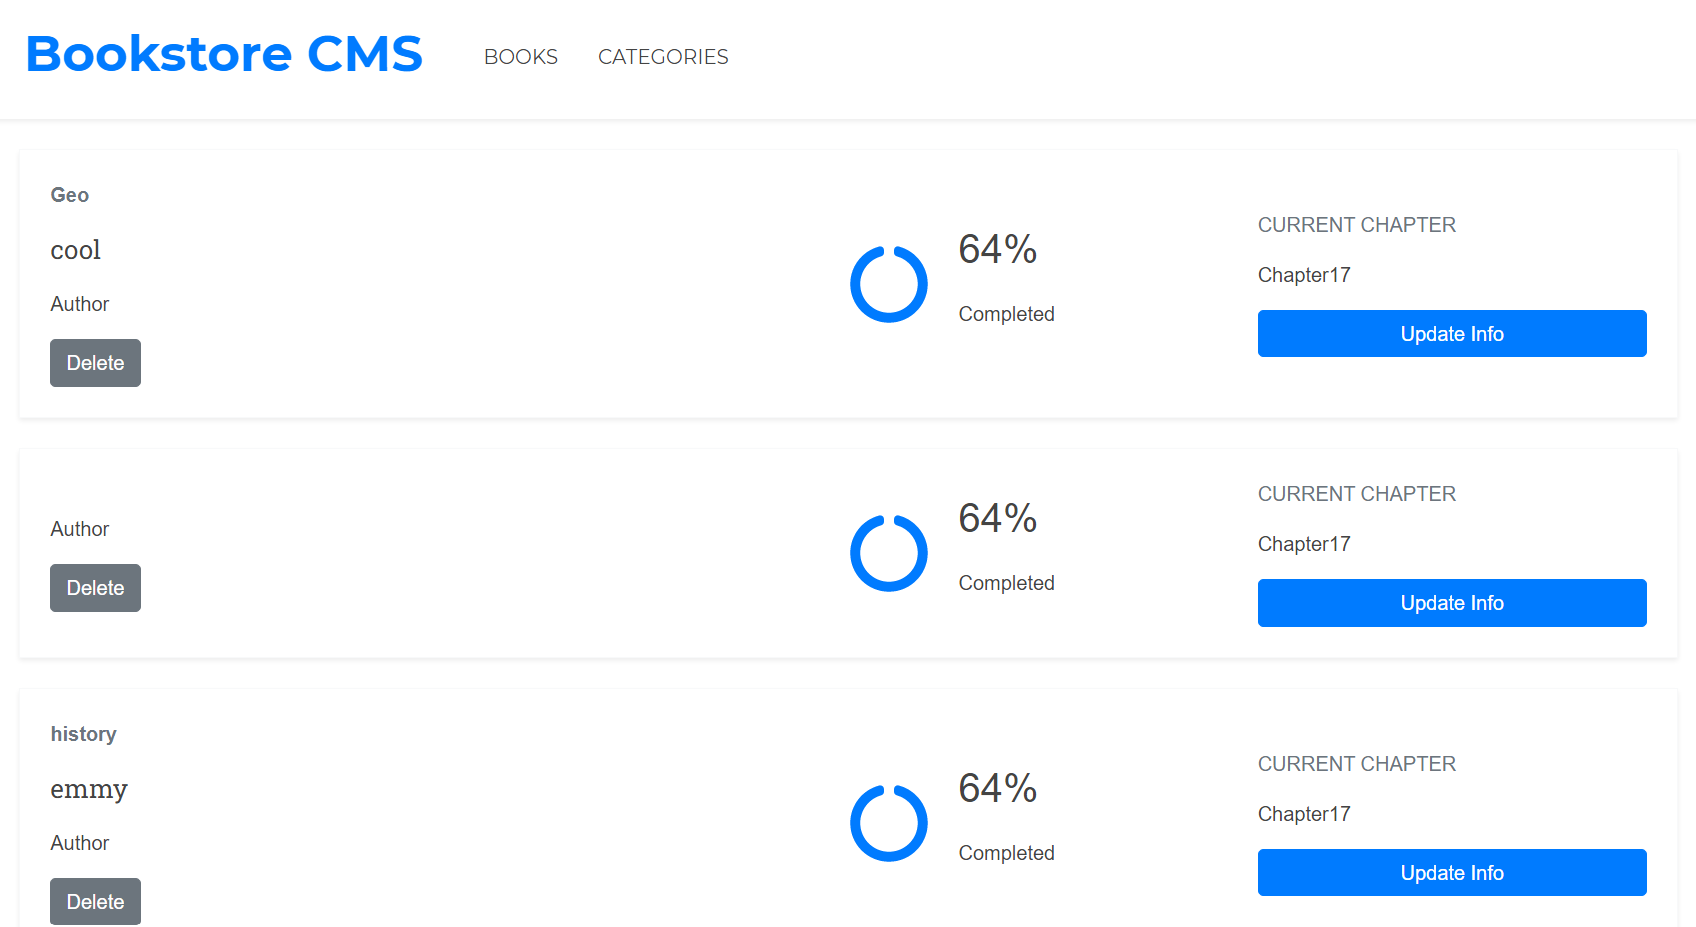 Bookstore CMS
BOOKS
CATEGORIES
Geo
cool
Author
Delete
64%
Completed
CURRENT CHAPTER
Chapter17
Update Info
Author
Delete
64%
Completed
CURRENT CHAPTER
Chapter17
Update Info
history
emmy
Author
Delete
64%
Completed
CURRENT CHAPTER
Chapter17
Update Info